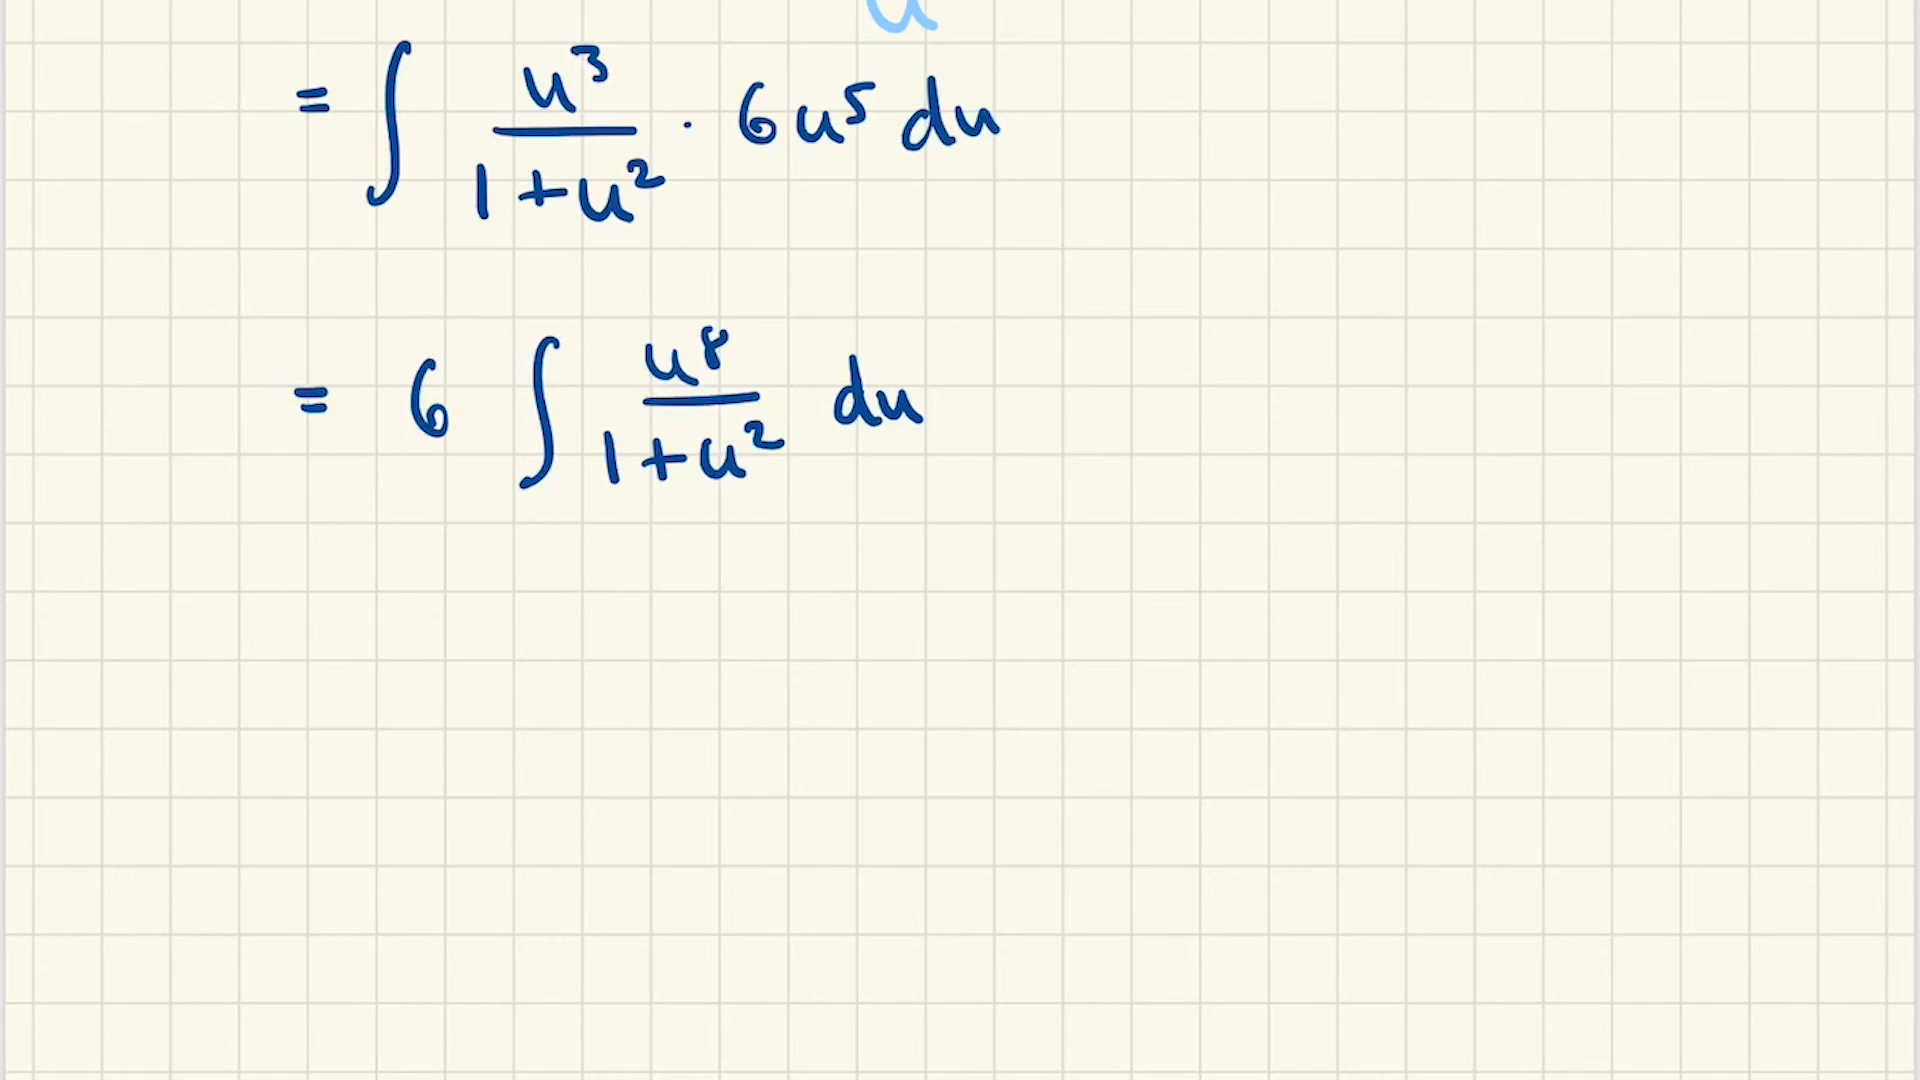 u
= ∫ u³/(1+u²) · 6u⁵ du
= 6 ∫ u⁸/(1+u²) du